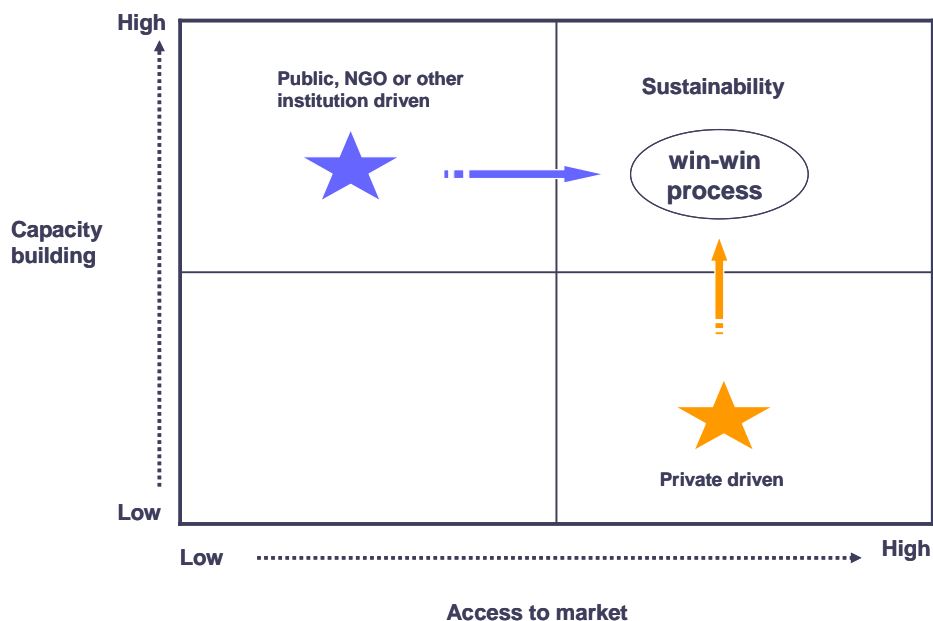 High
Public, NGO or other
institution driven
Sustainability
win-win
process
Capacity
building
Private driven
Low
Low
High
Access to market